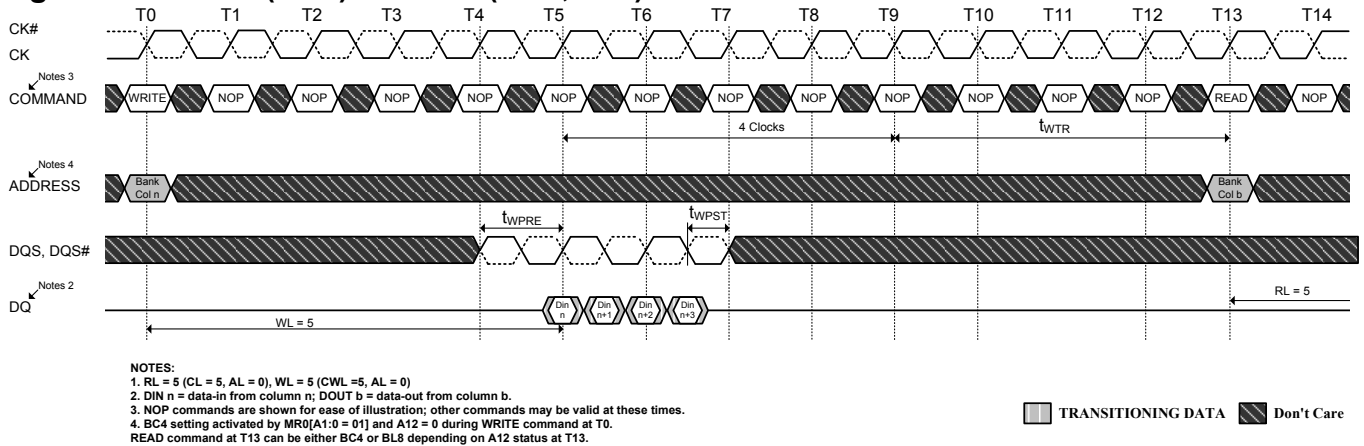 T0 T1 T2 T3 T4 T5 T6 T7 T8 T9 T10 T11 T12 T13 T14
CK#
CK
Notes 3
COMMAND WRITE NOP NOP NOP NOP NOP NOP NOP NOP NOP NOP NOP NOP READ NOP
4 Clocks tWTR
Notes 4
ADDRESS
Bank Col n
Bank Col b
tWPRE tWPST
DQS, DQS#
Notes 2
DQ
Din n
Din n+1
Din n+2
Din n+3
RL = 5
WL = 5
NOTES:
1. RL = 5 (CL = 5, AL = 0), WL = 5 (CWL =5, AL = 0)
2. DIN n = data-in from column n; DOUT b = data-out from column b.
3. NOP commands are shown for ease of illustration; other commands may be valid at these times.
4. BC4 setting activated by MR0[A1:0 = 01] and A12 = 0 during WRITE command at T0.
READ command at T13 can be either BC4 or BL8 depending on A12 status at T13.
TRANSITIONING DATA Don't Care